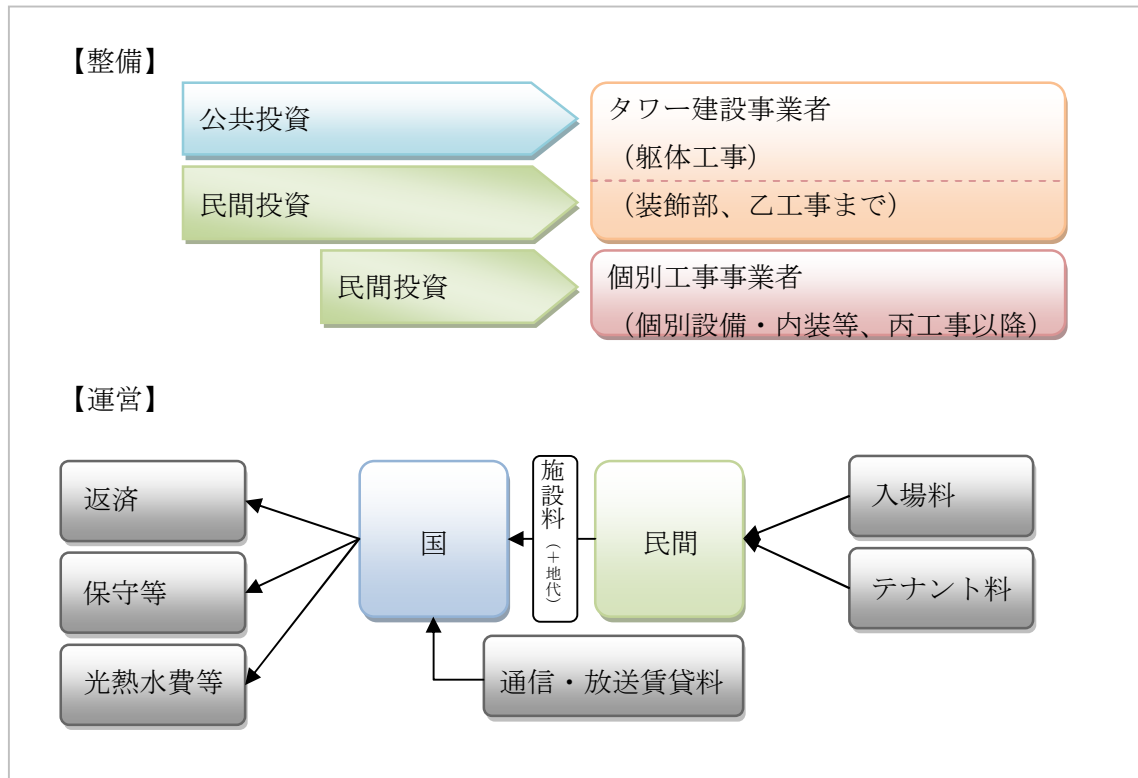 【整備】
公共投資
タワー建設事業者
（躯体工事）
民間投資
（装飾部、乙工事まで）
民間投資
個別工事事業者
（個別設備・内装等、丙工事以降）
【運営】
返済
保守等
光熱水費等
国
施設料（＋地代）
民間
入場料
テナント料
通信・放送賃貸料